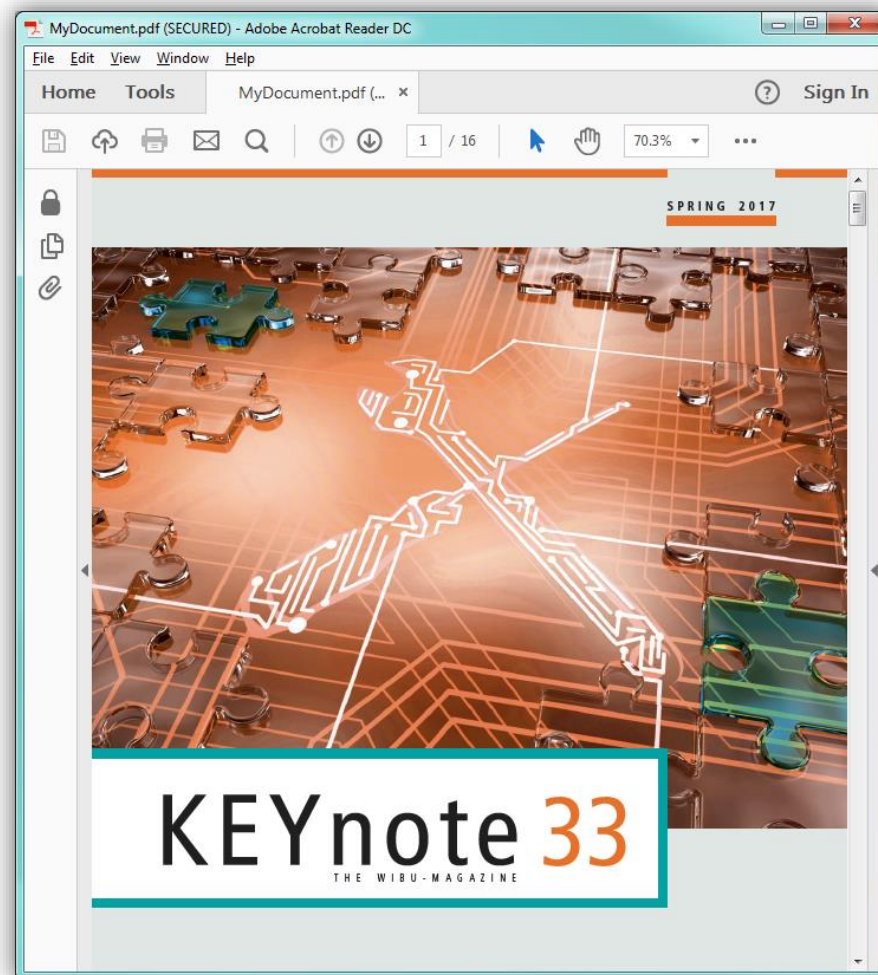 MyDocument.pdf (SECURED) - Adobe Acrobat Reader DC
File Edit View Window Help
Home Tools MyDocument.pdf (... × ? Sign In
1 / 16 70.3%
SPRING 2017
KEYnote 33
THE WIBU-MAGAZINE